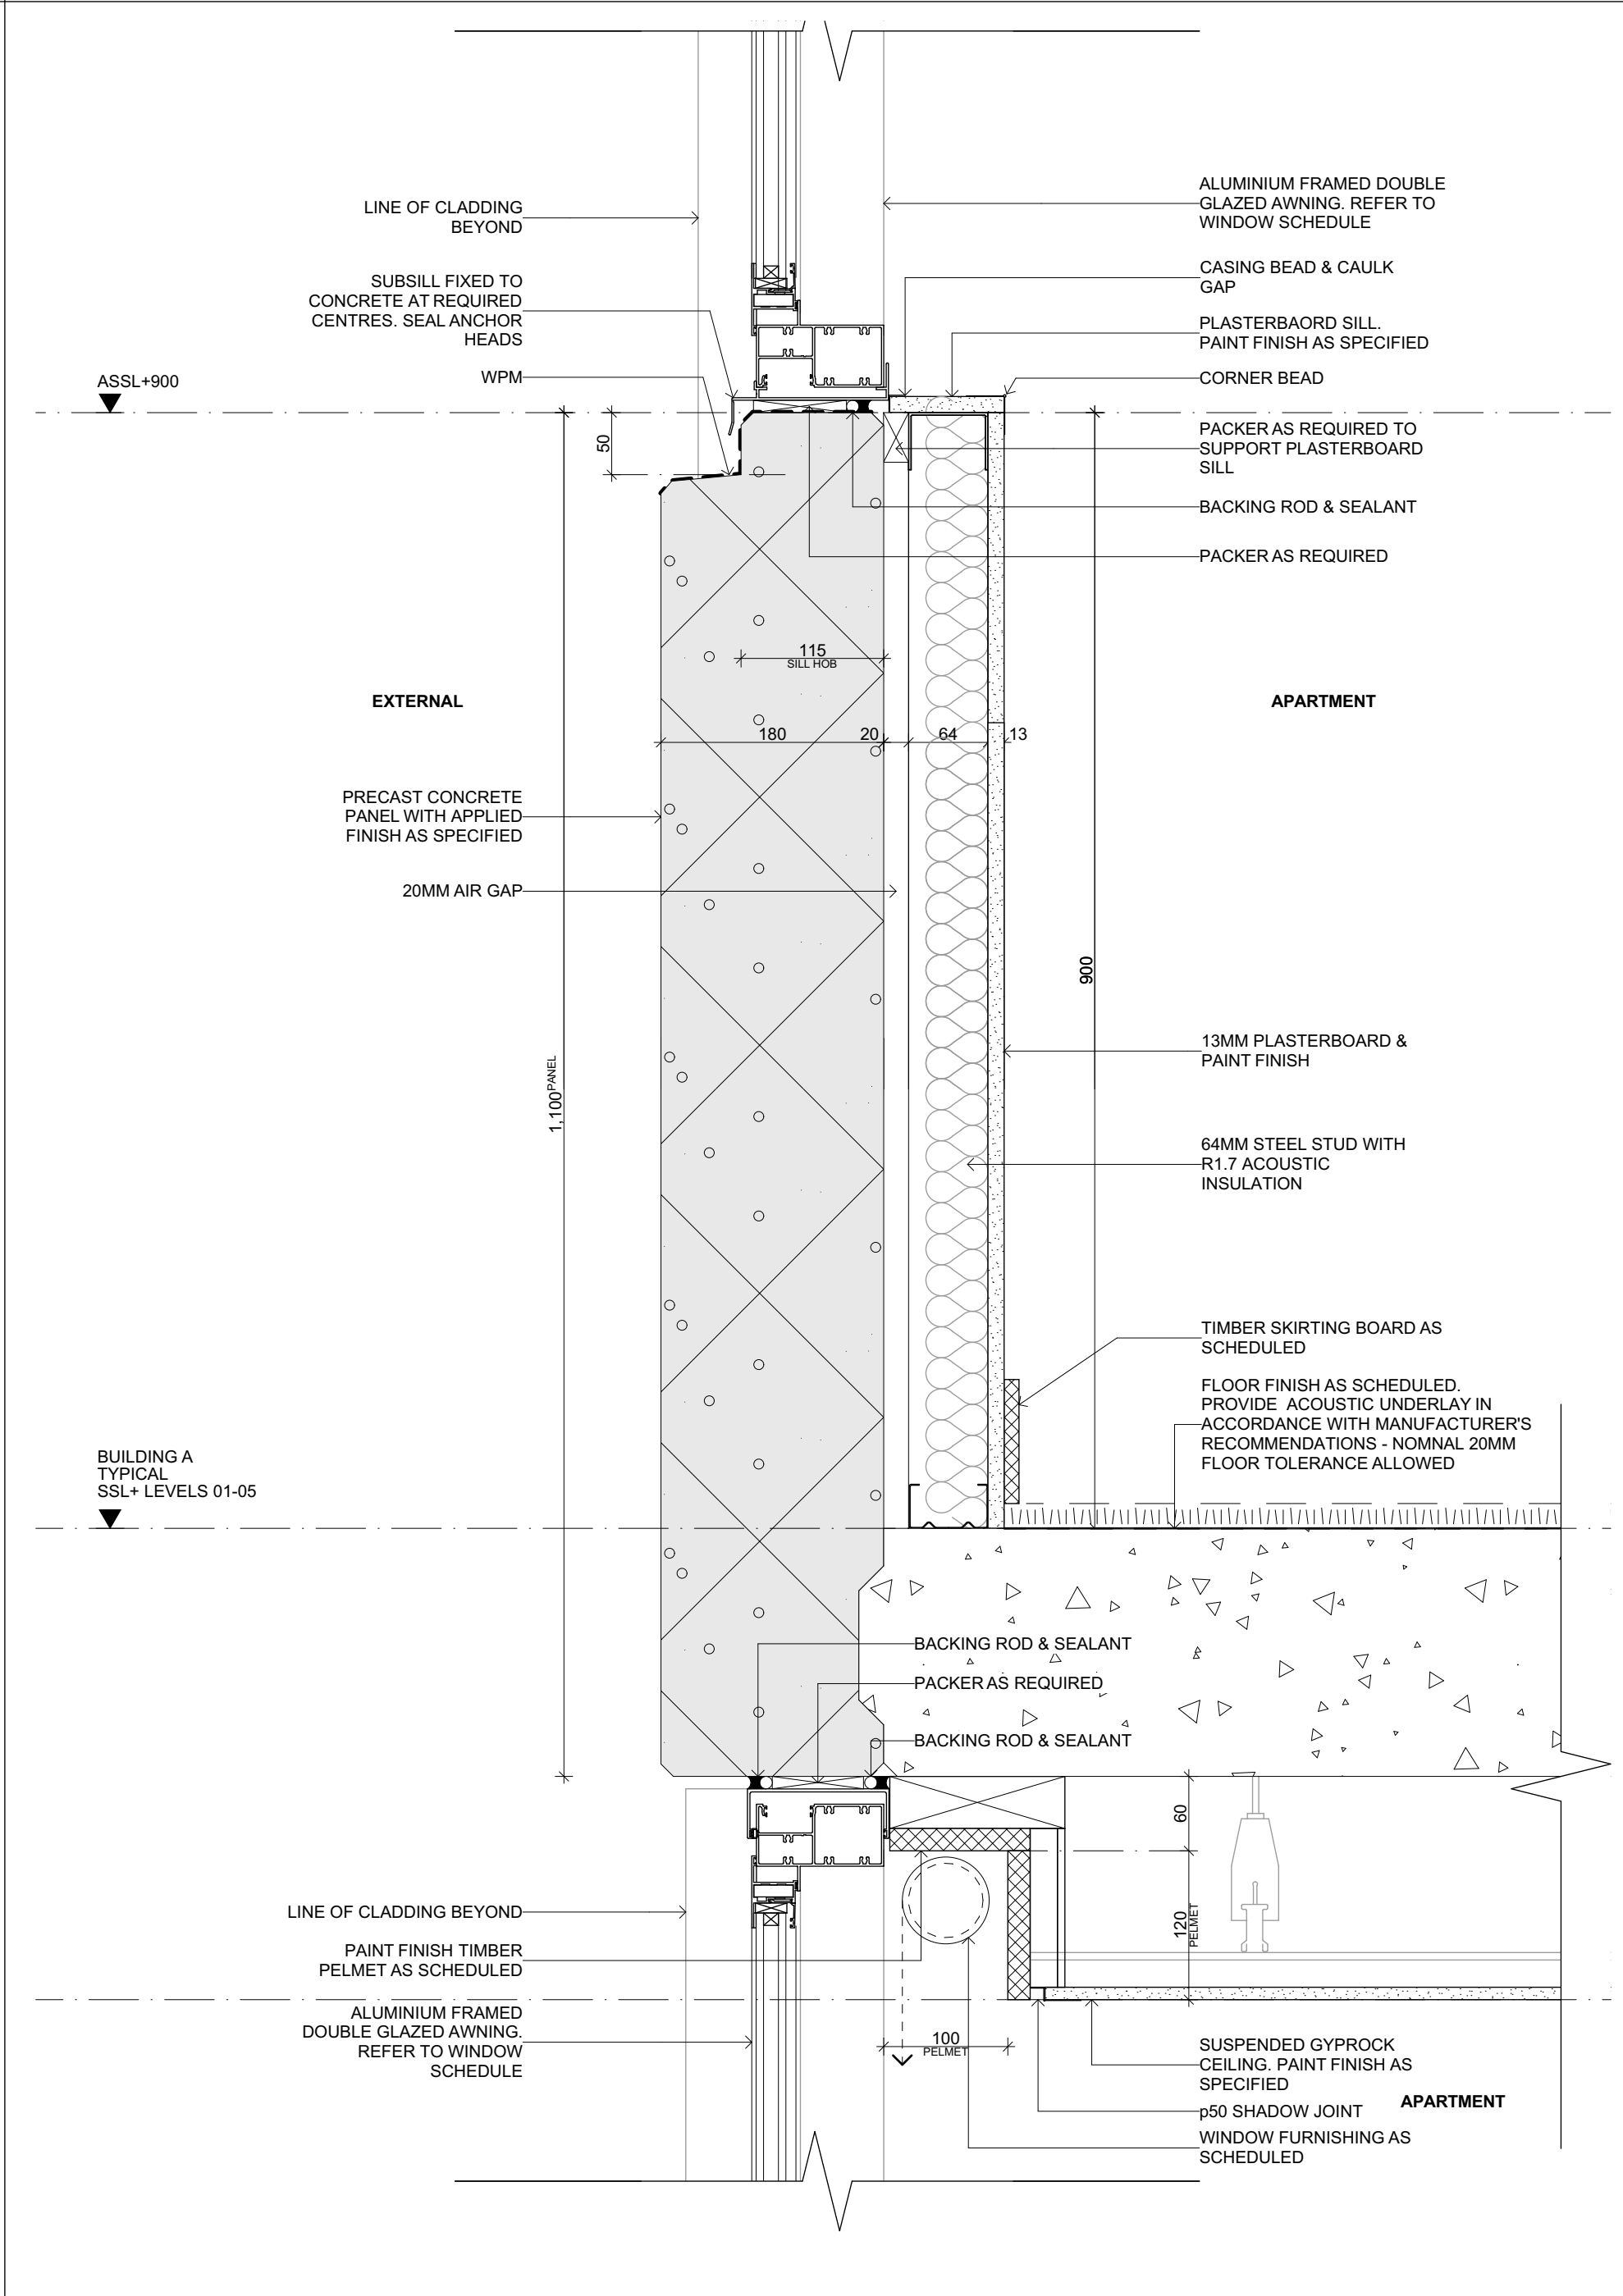 LINE OF CLADDING
BEYOND
SUBSILL FIXED TO
CONCRETE AT REQUIRED
CENTRES. SEAL ANCHOR
HEADS
WPM
ASSL+900
ALUMINIUM FRAMED DOUBLE
GLAZED AWNING. REFER TO
WINDOW SCHEDULE
CASING BEAD & CAULK
GAP
PLASTERBAORD SILL.
PAINT FINISH AS SPECIFIED
CORNER BEAD
PACKER AS REQUIRED TO
SUPPORT PLASTERBOARD
SILL
BACKING ROD & SEALANT
PACKER AS REQUIRED
50
115
SILL HOB
EXTERNAL
APARTMENT
180
20
64
13
PRECAST CONCRETE
PANEL WITH APPLIED
FINISH AS SPECIFIED
20MM AIR GAP
900
1,100 PANEL
13MM PLASTERBOARD &
PAINT FINISH
64MM STEEL STUD WITH
R1.7 ACOUSTIC
INSULATION
TIMBER SKIRTING BOARD AS
SCHEDULED
FLOOR FINISH AS SCHEDULED.
PROVIDE ACOUSTIC UNDERLAY IN
ACCORDANCE WITH MANUFACTURER'S
RECOMMENDATIONS - NOMNAL 20MM
FLOOR TOLERANCE ALLOWED
BUILDING A
TYPICAL
SSL+ LEVELS 01-05
BACKING ROD & SEALANT
PACKER AS REQUIRED
BACKING ROD & SEALANT
60
120
PELMET
LINE OF CLADDING BEYOND
PAINT FINISH TIMBER
PELMET AS SCHEDULED
ALUMINIUM FRAMED
DOUBLE GLAZED AWNING.
REFER TO WINDOW
SCHEDULE
100
PELMET
SUSPENDED GYPROCK
CEILING. PAINT FINISH AS
SPECIFIED
APARTMENT
p50 SHADOW JOINT
WINDOW FURNISHING AS
SCHEDULED